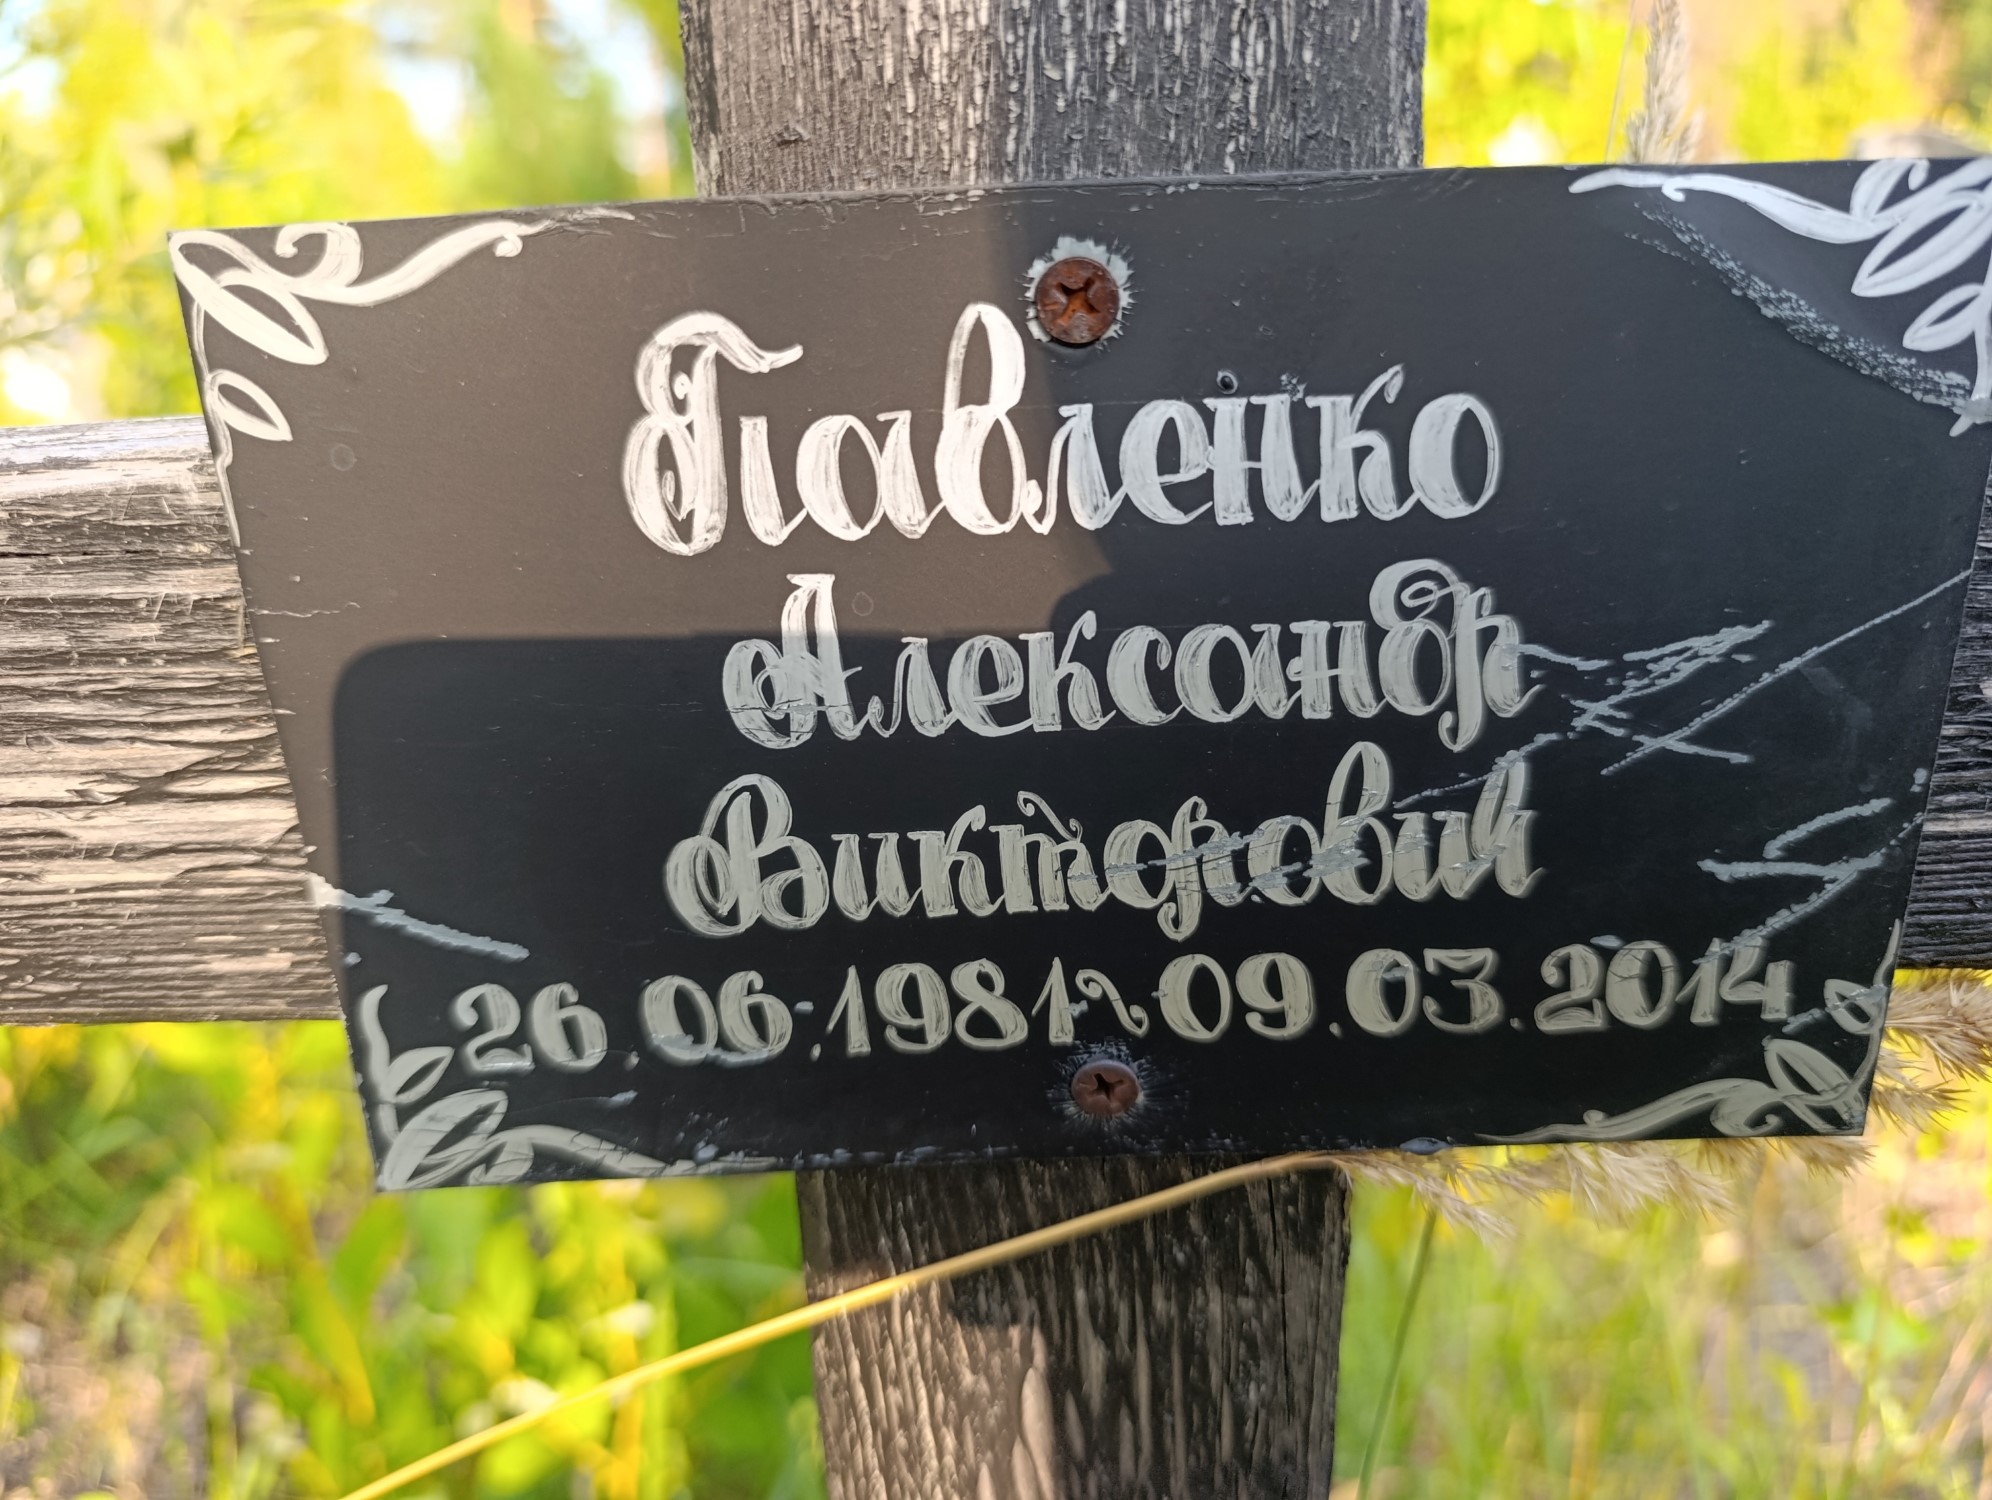 Павленко
Александр
Викторович
26.06.1981~09.03.2014